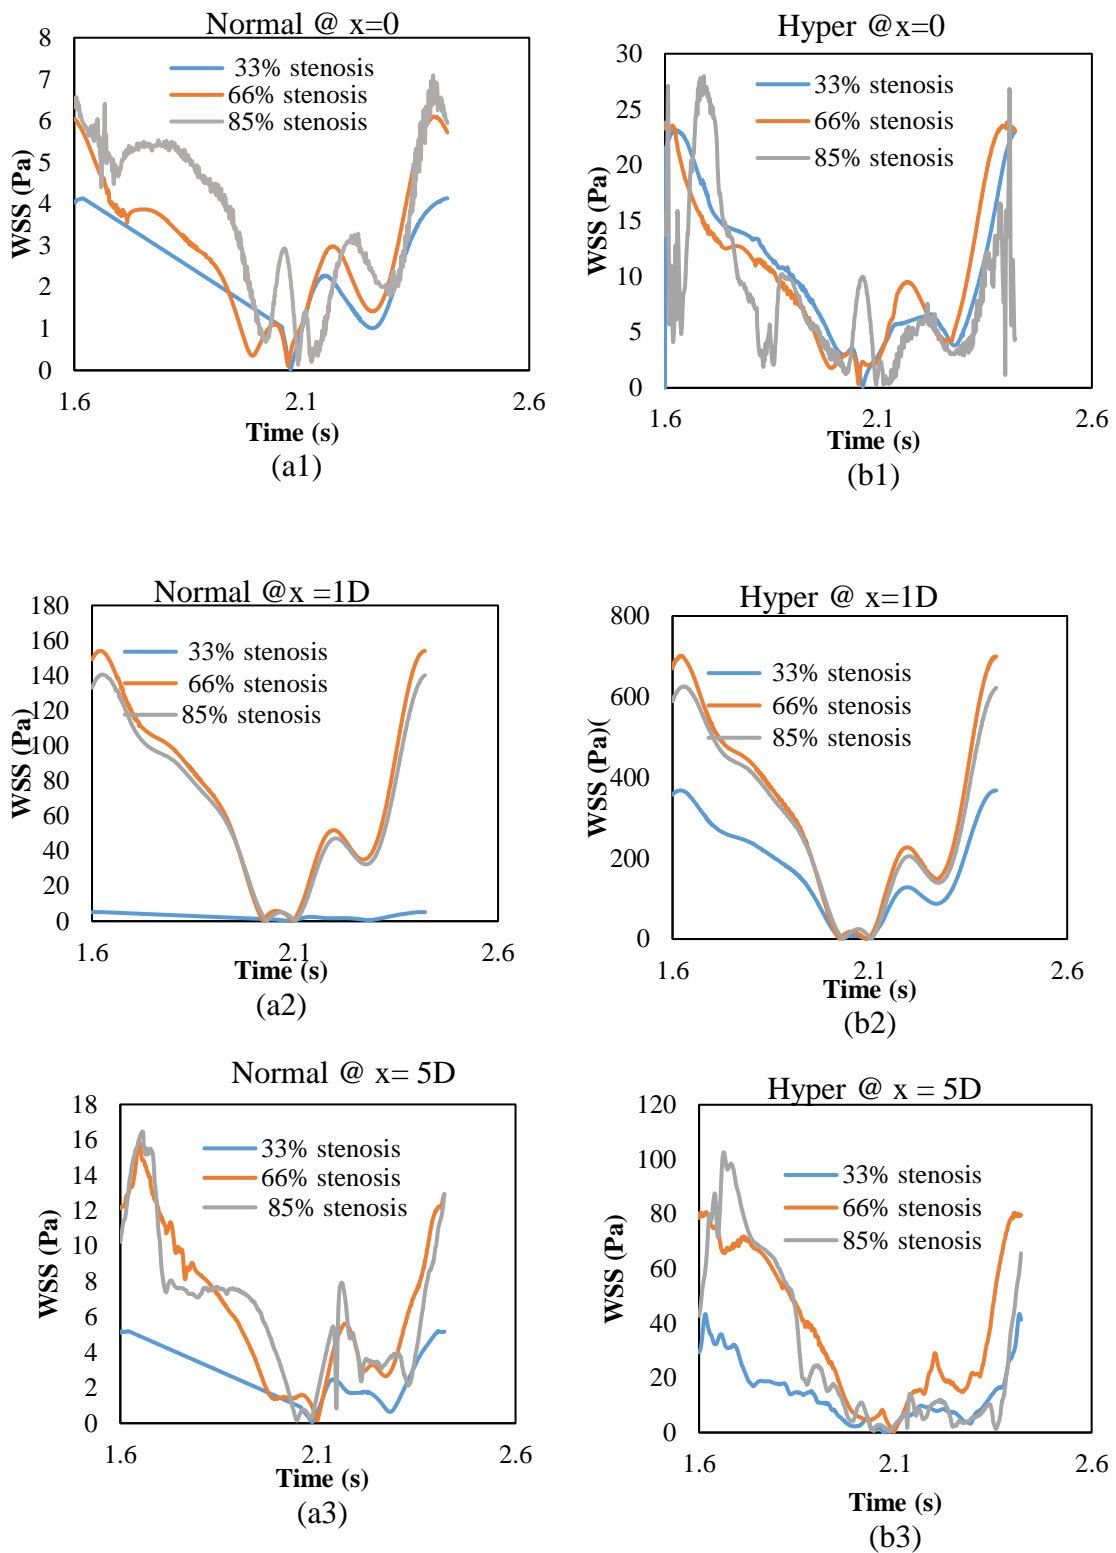 Normal @ x=0
8
7
6
5
4
3
2
1
0
WSS (Pa)
33% stenosis
66% stenosis
85% stenosis
1.6
2.1
2.6
Time (s)
(a1)
Hyper @x=0
30
25
20
15
10
5
0
WSS (Pa)
33% stenosis
66% stenosis
85% stenosis
1.6
2.1
2.6
Time (s)
(b1)
Normal @x =1D
180
160
140
120
100
80
60
40
20
0
WSS (Pa)
33% stenosis
66% stenosis
85% stenosis
1.6
2.1
2.6
Time (s)
(a2)
Hyper @ x=1D
800
600
400
200
0
WSS (Pa)(
33% stenosis
66% stenosis
85% stenosis
1.6
2.1
2.6
Time (s)
(b2)
Normal @ x= 5D
18
16
14
12
10
8
6
4
2
0
WSS (Pa)
33% stenosis
66% stenosis
85% stenosis
1.6
2.1
2.6
Time (s)
(a3)
Hyper @ x = 5D
120
100
80
60
40
20
0
WSS (Pa)
33% stenosis
66% stenosis
85% stenosis
1.6
2.1
2.6
Time (s)
(b3)